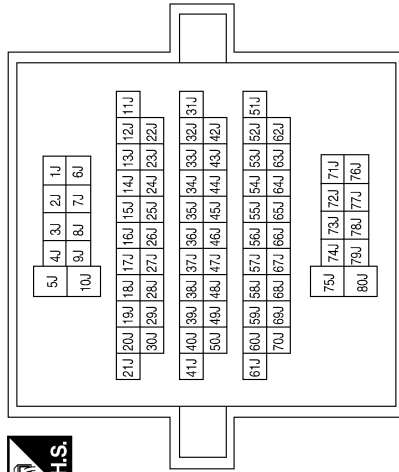 H.S.
5J 4J 3J 2J 1J
10J 9J 8J 7J 6J
21J 20J 19J 18J 17J 16J 15J 14J 13J 12J 11J
30J 29J 28J 27J 26J 25J 24J 23J 22J
41J 40J 39J 38J 37J 36J 35J 34J 33J 32J 31J
50J 49J 48J 47J 46J 45J 44J 43J 42J
61J 60J 59J 58J 57J 56J 55J 54J 53J 52J 51J
70J 69J 68J 67J 66J 65J 64J 63J 62J
75J 74J 73J 72J 71J
80J 79J 78J 77J 76J